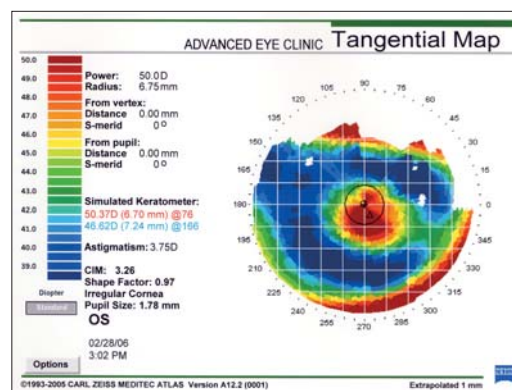 ADVANCED EYE CLINIC Tangential Map
50.0
49.0
48.0
47.0
46.0
45.0
44.0
43.0
42.0
41.0
40.0
39.0
Diopter
Standard
Options
Power: 50.0 D
Radius: 6.75 mm
From vertex:
Distance 0.00 mm
S-merid 0°
From pupil:
Distance 0.00 mm
S-merid 0°
Simulated Keratometer:
50.37D (6.70 mm) @76
46.62D (7.24 mm) @166
Astigmatism: 3.75D
CIM: 3.26
Shape Factor: 0.97
Irregular Cornea
Pupil Size: 1.78 mm
OS
02/28/06
3:02 PM
90
75
60
45
30
15
0
345
330
315
300
285
270
255
240
225
210
195
180
165
150
135
120
105
©1993-2005 CARL ZEISS MEDITEC ATLAS Version A12.2 (0001)
Extrapolated 1 mm